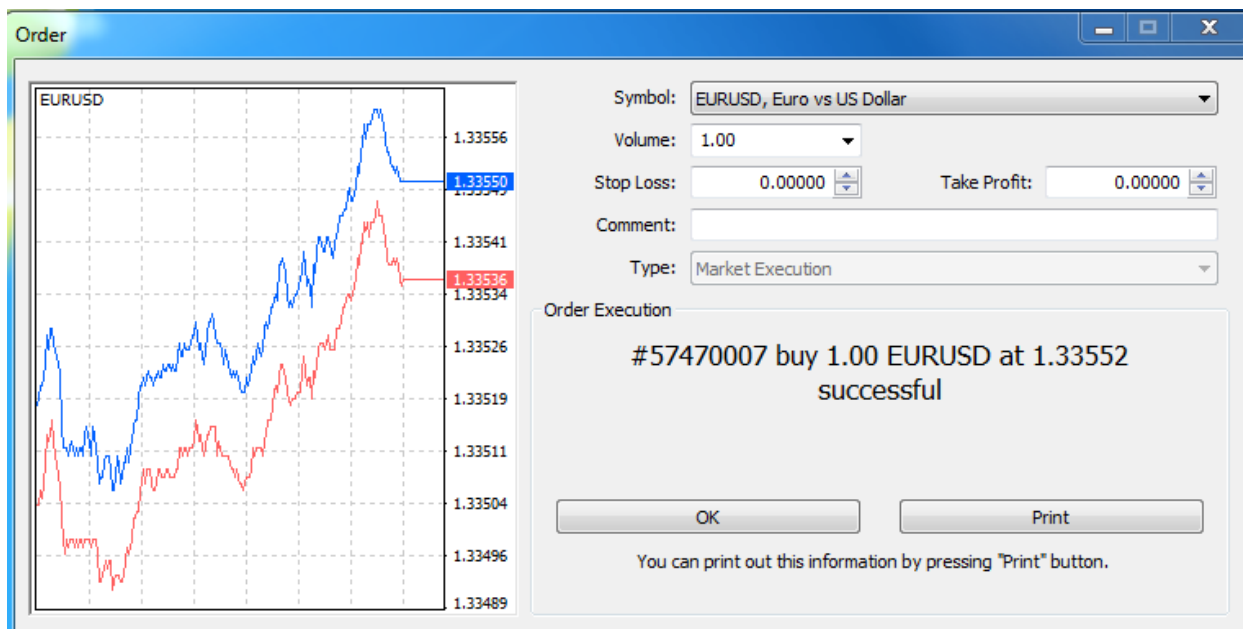 Order
EURUSD
1.33556
1.33550
1.33541
1.33536
1.33534
1.33526
1.33519
1.33511
1.33504
1.33496
1.33489
Symbol: EURUSD, Euro vs US Dollar
Volume: 1.00
Stop Loss: 0.00000 Take Profit: 0.00000
Comment:
Type: Market Execution
Order Execution
#57470007 buy 1.00 EURUSD at 1.33552
successful
OK Print
You can print out this information by pressing "Print" button.